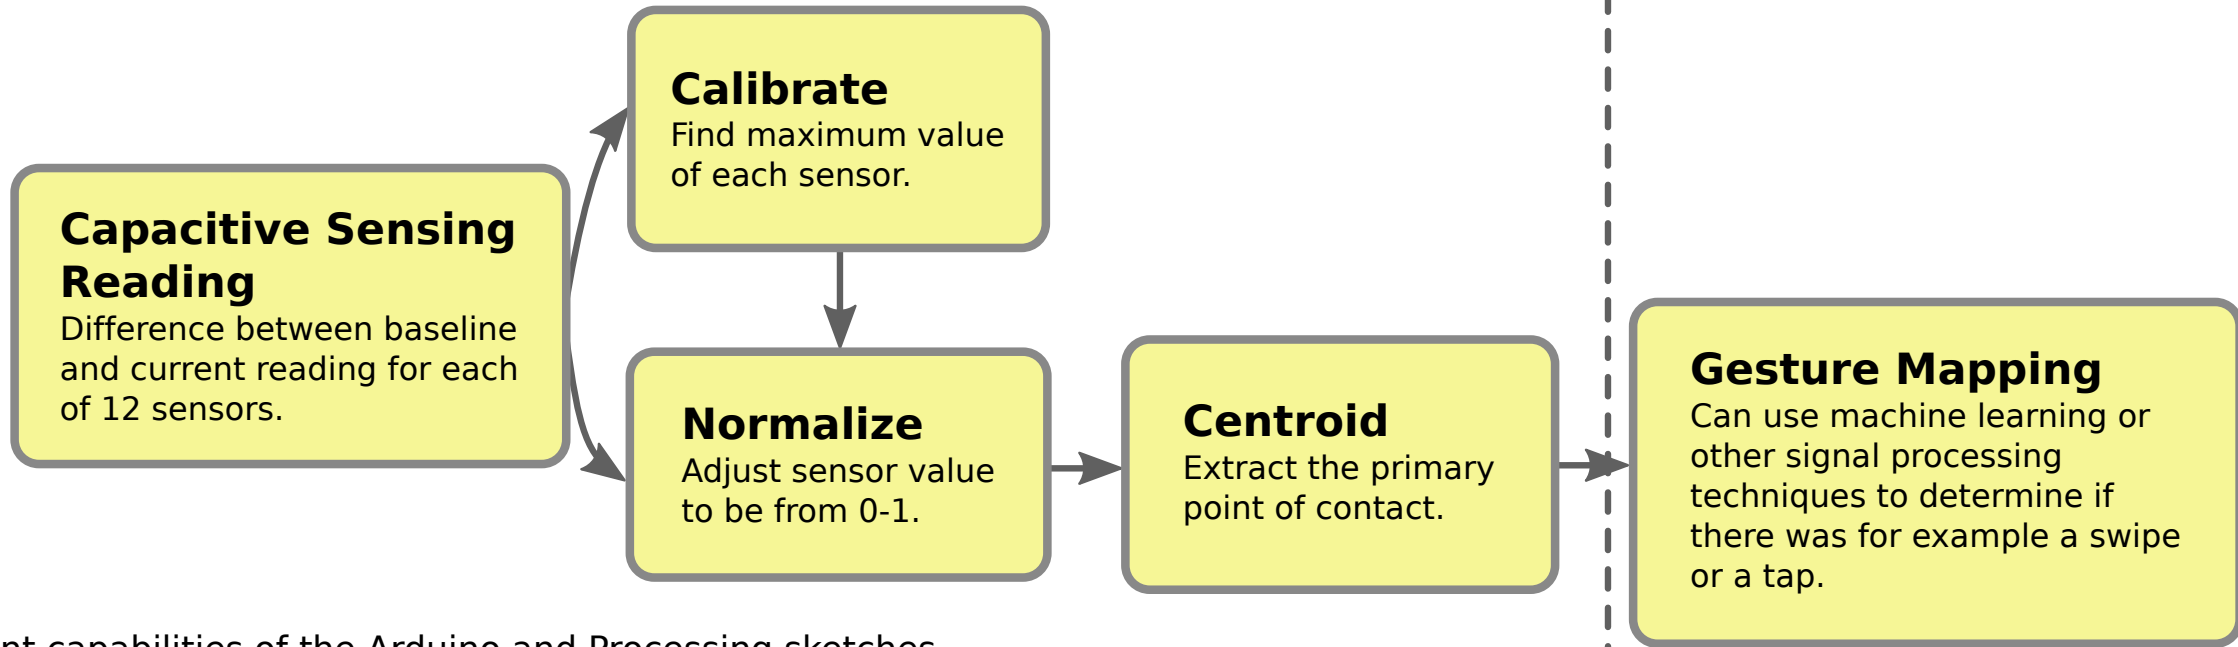 Calibrate
Find maximum value
of each sensor.
Capacitive Sensing
Reading
Difference between baseline
and current reading for each
of 12 sensors.
Normalize
Adjust sensor value
to be from 0-1.
Centroid
Extract the primary
point of contact.
Gesture Mapping
Can use machine learning or
other signal processing
techniques to determine if
there was for example a swipe
or a tap.
capabilities of the Arduino and Processing sketches